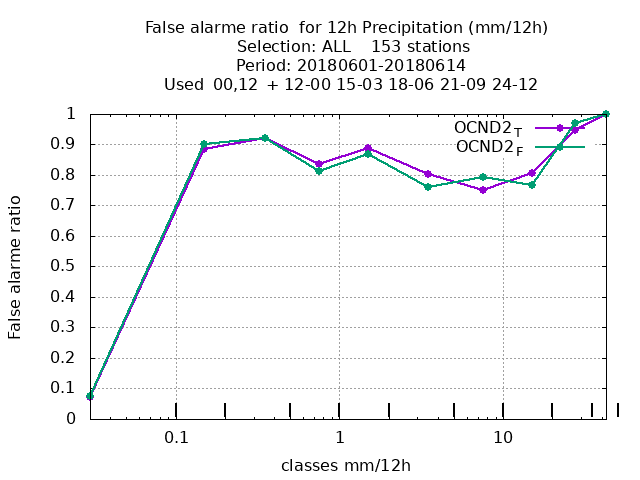 False alarme ratio  for 12h Precipitation (mm/12h)
Selection: ALL    153 stations
Period: 20180601-20180614
Used  00,12  + 12-00 15-03 18-06 21-09 24-12
False alarme ratio
1
0.9
0.8
0.7
0.6
0.5
0.4
0.3
0.2
0.1
0
OCND2T
OCND2F
0.1 1 10
classes mm/12h